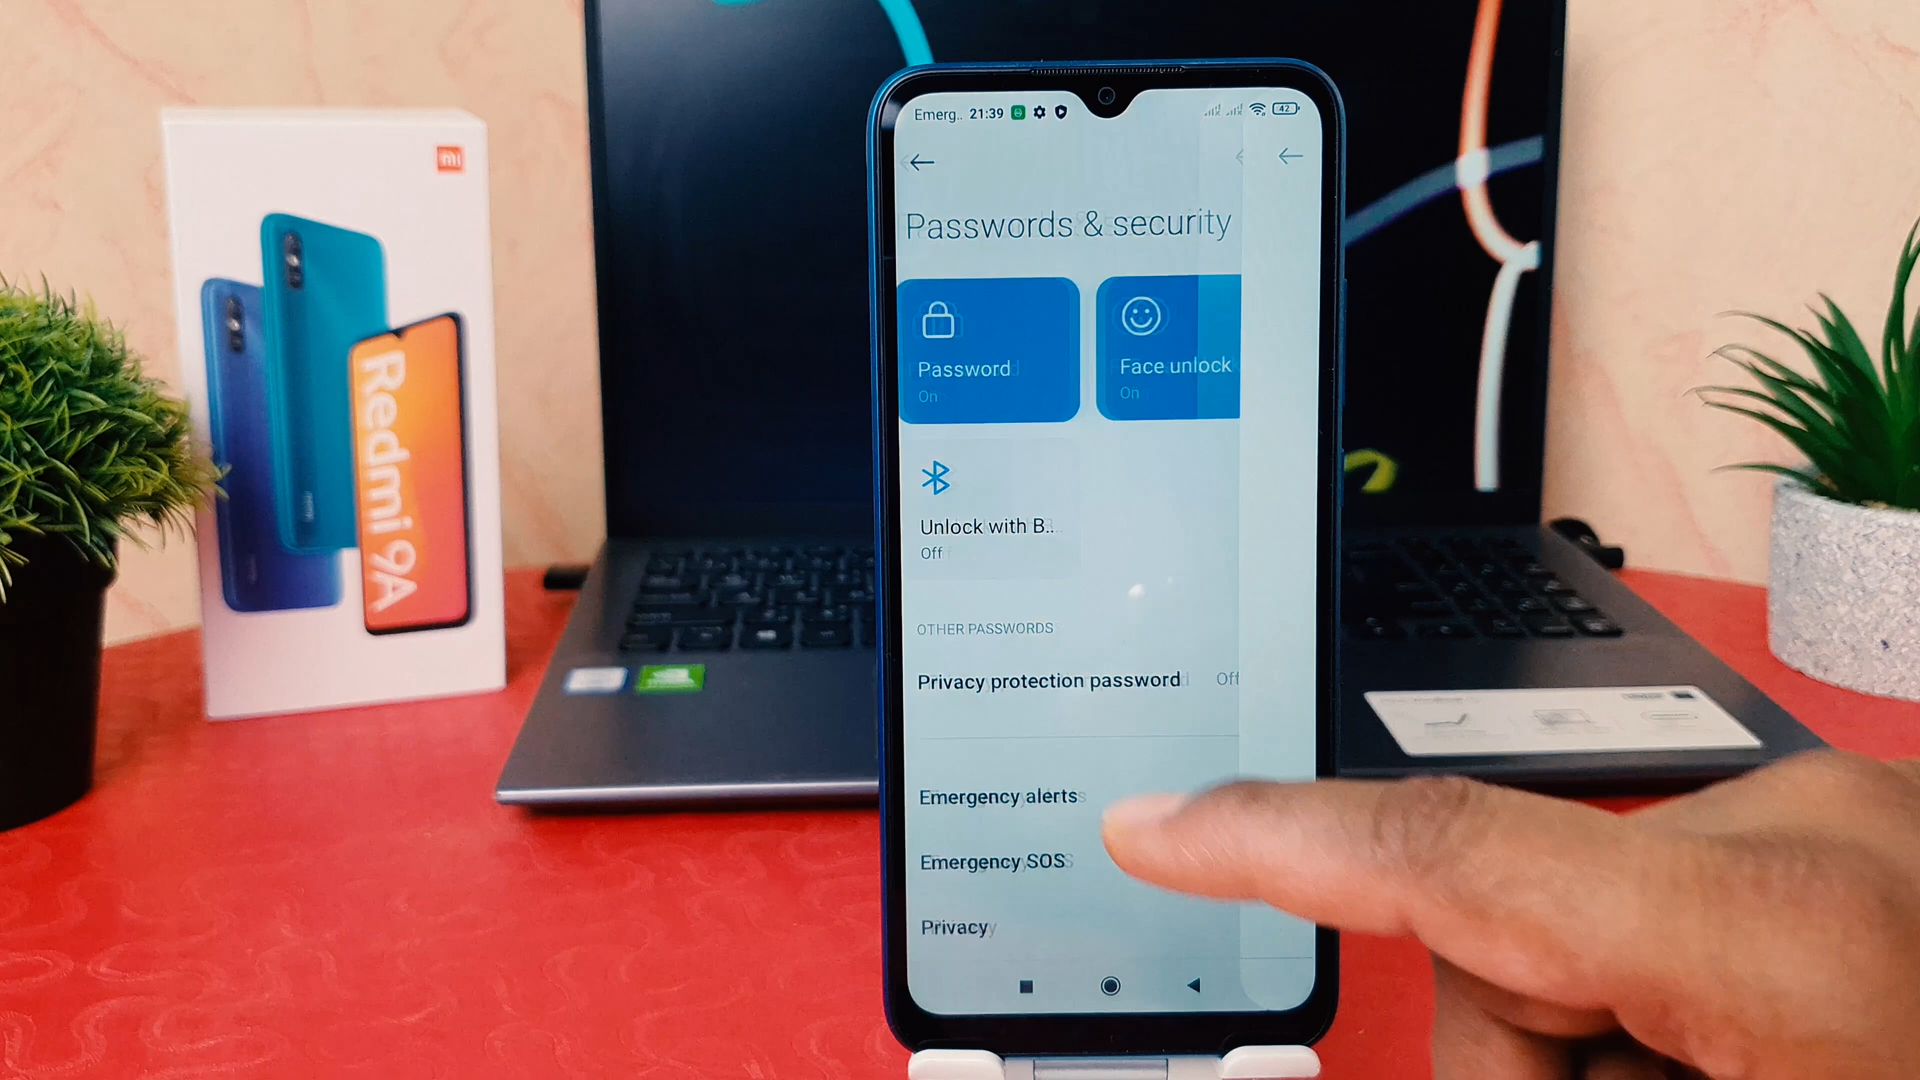 mi
Redmi 9A
Emerg.. 21:39
42
Passwords & security
Password
On
Face unlock
On
Unlock with B..
Off
OTHER PASSWORDS
Privacy protection password Off
Emergency alerts
Emergency SOS
Privacy